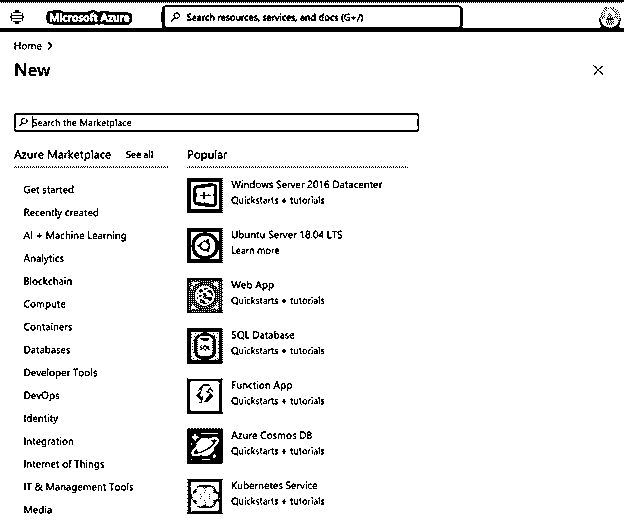 Microsoft Azure
Search resources, services, and docs (G+/)
Home >
New
Search the Marketplace
Azure Marketplace See all
Get started
Recently created
AI + Machine Learning
Analytics
Blockchain
Compute
Containers
Databases
Developer Tools
DevOps
Identity
Integration
Internet of Things
IT & Management Tools
Media
Popular
Windows Server 2016 Datacenter
Quickstarts + tutorials
Ubuntu Server 18.04 LTS
Learn more
Web App
Quickstarts + tutorials
SQL
SQL Database
Quickstarts + tutorials
Function App
Quickstarts + tutorials
Azure Cosmos DB
Quickstarts + tutorials
Kubernetes Service
Quickstarts + tutorials